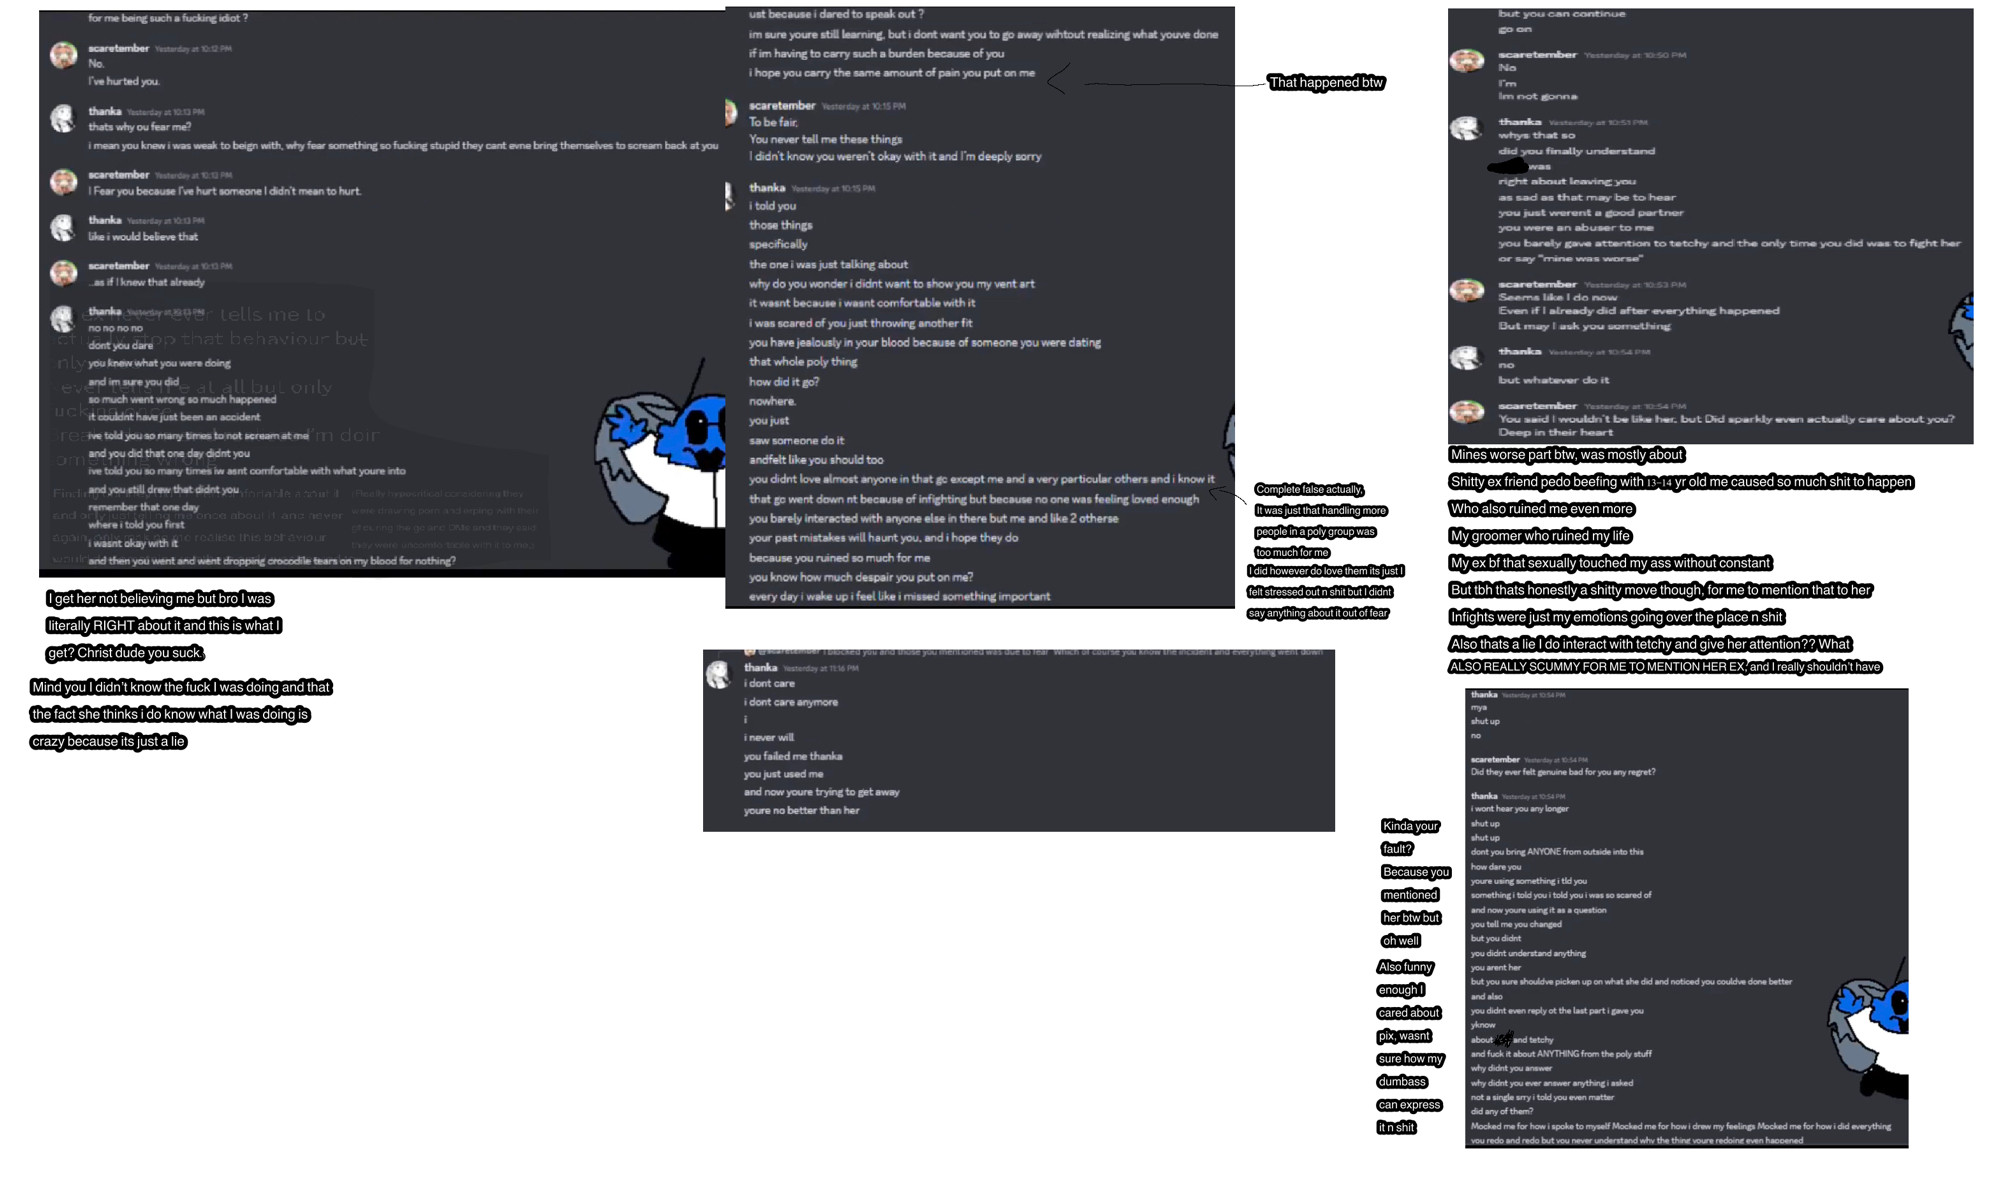 for me being such a fucking idiot ?
scaretember Yesterday at 10:12 PM
No.
I've hurted you.
thanka Yesterday at 10:13 PM
thats why ou fear me?
i mean you knew i was weak to beign with, why fear something so fucking stupid they cant evne bring themselves to scream back at you
scaretember Yesterday at 10:13 PM
I Fear you because I've hurt someone I didn't mean to hurt.
thanka Yesterday at 10:13 PM
like i would believe that
scaretember Yesterday at 10:13 PM
...as if I knew that already
thanka Yesterday at 10:13 PM
no no no no
dont you dare
you knew what you were doing
and im sure you did
so much went wrong so much happened
it couldnt have just been an accident
ive told you so many times to not scream at me
and you did that one day didnt you
ive told you so many times iw asnt comfortable with what youre into
and you still drew that didnt you
remember that one day
where i told you first
i wasnt okay with it
and then you went and went dropping crocodile tears on my blood for nothing?
I get her not believing me but bro I was
literally RIGHT about it and this is what I
get? Christ dude you suck.
Mind you I didn't know the fuck I was doing and that
the fact she thinks i do know what I was doing is
crazy because its just a lie
ust because i dared to speak out ?
im sure youre still learning, but i dont want you to go away wihtout realizing what youve done
if im having to carry such a burden because of you
i hope you carry the same amount of pain you put on me
That happened btw
scaretember Yesterday at 10:15 PM
To be fair,
You never tell me these things
I didn't know you weren't okay with it and I'm deeply sorry
thanka Yesterday at 10:15 PM
i told you
those things
specifically
the one i was just talking about
why do you wonder i didnt want to show you my vent art
it wasnt because i wasnt comfortable with it
i was scared of you just throwing another fit
you have jealously in your blood because of someone you were dating
that whole poly thing
how did it go?
nowhere.
you just
saw someone do it
andfelt like you should too
you didnt love almost anyone in that gc except me and a very particular others and i know it
that gc went down nt because of infighting but because no one was feeling loved enough
you barely interacted with anyone else in there but me and like 2 otherse
your past mistakes will haunt you, and i hope they do
because you ruined so much for me
you know how much despair you put on me?
every day i wake up i feel like i missed something important
Complete false actually,
It was just that handling more
people in a poly group was
too much for me
I did however do love them its just I
felt stressed out n shit but I didnt
say anything about it out of fear
@scaretember I blocked you and those you mentioned was due to fear Which of course you know the incident and everything went down
thanka Yesterday at 11:16 PM
i dont care
i dont care anymore
i
i never will
you failed me thanka
you just used me
and now youre trying to get away
youre no better than her
but you can continue
go on
scaretember Yesterday at 10:50 PM
No
I'm
Im not gonna
thanka Yesterday at 10:51 PM
whys that so
did you finally understand
was
right about leaving you
as sad as that may be to hear
you just werent a good partner
you were an abuser to me
you barely gave attention to tetchy and the only time you did was to fight her
or say "mine was worse"
scaretember Yesterday at 10:53 PM
Seems like I do now
Even if I already did after everything happened
But may I ask you something
thanka Yesterday at 10:54 PM
no
but whatever do it
scaretember Yesterday at 10:54 PM
You said I wouldn't be like her, but Did sparkly even actually care about you?
Deep in their heart
Mines worse part btw, was mostly about
Shitty ex friend pedo beefing with 13-14 yr old me caused so much shit to happen
Who also ruined me even more
My groomer who ruined my life
My ex bf that sexually touched my ass without constant
But tbh thats honestly a shitty move though, for me to mention that to her
Infights were just my emotions going over the place n shit
Also thats a lie I do interact with tetchy and give her attention?? What
ALSO REALLY SCUMMY FOR ME TO MENTION HER EX, and I really shouldn't have
thanka Yesterday at 10:54 PM
mya
shut up
no
scaretember Yesterday at 10:54 PM
Did they ever felt genuine bad for you any regret?
thanka Yesterday at 10:54 PM
i wont hear you any longer
shut up
shut up
dont you bring ANYONE from outside into this
how dare you
youre using something i tld you
something i told you i told you i was so scared of
and now youre using it as a question
you tell me you changed
but you didnt
you didnt understand anything
you arent her
but you sure shouldve picken up on what she did and noticed you couldve done better
and also
you didnt even reply ot the last part i gave you
yknow
about and tetchy
and fuck it about ANYTHING from the poly stuff
why didnt you answer
why didnt you ever answer anything i asked
not a single srry i told you even matter
did any of them?
Mocked me for how i spoke to myself Mocked me for how i drew my feelings Mocked me for how i did everything
you redo and redo but you never understand why the thing youre redoing even happened
Kinda your
fault?
Because you
mentioned
her btw but
oh well
Also funny
enough I
cared about
pix, wasnt
sure how my
dumbass
can express
it n shit